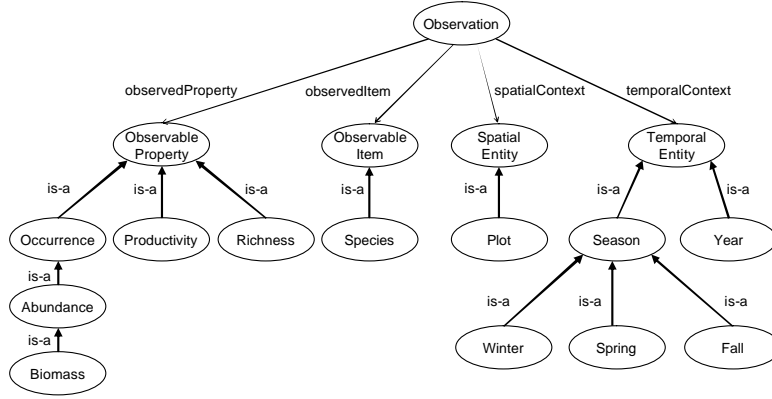 Observation
observedProperty
observedItem
spatialContext
temporalContext
Observable
Property
Observable
Item
Spatial
Entity
Temporal
Entity
is-a
is-a
is-a
is-a
is-a
is-a
is-a
Occurrence
Productivity
Richness
Species
Plot
Season
Year
is-a
is-a
is-a
is-a
Abundance
is-a
Winter
Spring
Fall
Biomass